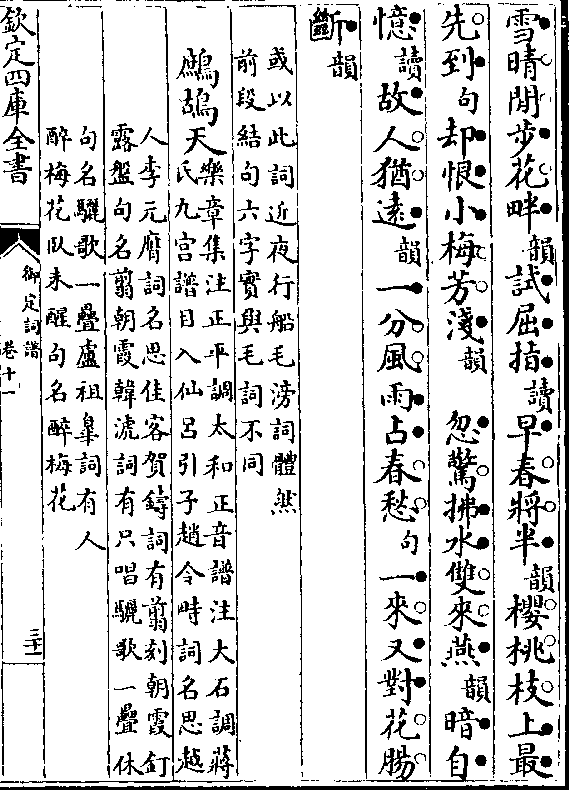 雪晴閒步花畔韻試屈指讀早春將半韻櫻桃枝上最
先到句却恨小梅芳淺韻　忽驚拂水雙來燕韻暗自
憶讀故人猶遠韻一分風雨占春愁句一來又對花腸
斷韻
或以此詞近夜行船毛滂詞體然
前段結句六字實與毛詞不同
鷓鴣天樂章集注正平調太和正音譜注大石調蔣
氏九宮譜目入仙呂引子趙令畤詞名思越
人李元膺詞名思佳客賀鑄詞有翦刻朝霞釘
露盤句名翦朝霞韓淲詞有只唱驪歌一疊休
句名驪歌一疊盧祖臯詞有人
醉梅花臥未醒句名醉梅花
欽定四庫全書
御定詞譜
卷十一
三十一